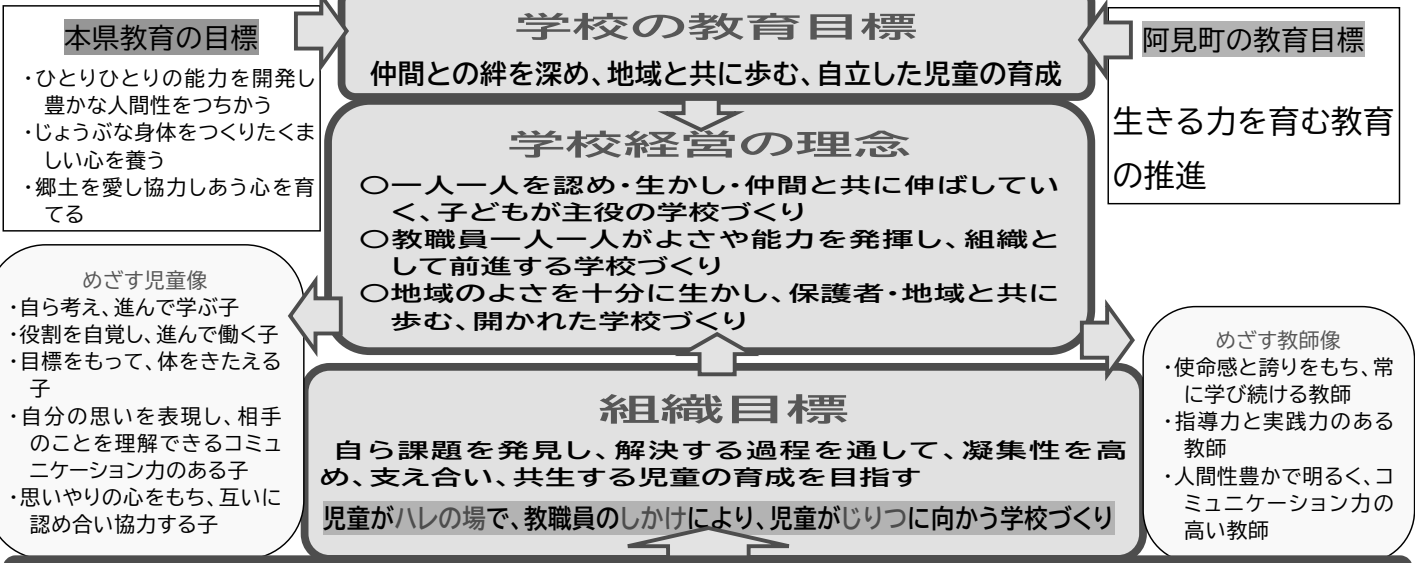 本県教育の目標
・ひとりひとりの能力を開発し
豊かな人間性をつちかう
・じょうぶな身体をつくりたくま
しい心を養う
・郷土を愛し協力しあう心を育
てる
学校の教育目標
仲間との絆を深め、地域と共に歩む、自立した児童の育成
阿見町の教育目標
生きる力を育む教育
の推進
学校経営の理念
〇一人一人を認め・生かし・仲間と共に伸ばしてい
く、子どもが主役の学校づくり
〇教職員一人一人がよさや能力を発揮し、組織と
して前進する学校づくり
〇地域のよさを十分に生かし、保護者・地域と共に
歩む、開かれた学校づくり
めざす児童像
・自ら考え、進んで学ぶ子
・役割を自覚し、進んで働く子
・目標をもって、体をきたえる
子
・自分の思いを表現し、相手
のことを理解できるコミュ
ニケーション力のある子
・思いやりの心をもち、互いに
認め合い協力する子
めざす教師像
・使命感と誇りをもち、常
に学び続ける教師
・指導力と実践力のある
教師
・人間性豊かで明るく、コ
ミュニケーション力の
高い教師
組織目標
自ら課題を発見し、解決する過程を通して、凝集性を高
め、支え合い、共生する児童の育成を目指す
児童がハレの場で、教職員のしかけにより、児童がじりつに向かう学校づくり